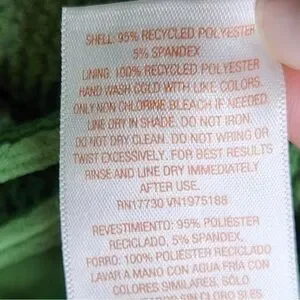 SHELL: 95% RECYCLED POLYESTER
5% SPANDEX
LINING: 100% RECYCLED POLYESTER
HAND WASH COLD WITH LIKE COLORS.
ONLY NON CHLORINE BLEACH IF NEEDED.
LINE DRY IN SHADE. DO NOT IRON.
DO NOT DRY CLEAN. DO NOT WRING OR
TWIST EXCESSIVELY. FOR BEST RESULTS
RINSE AND LINE DRY IMMEDIATELY
AFTER USE.
RN17730 VN1975188
REVESTIMIENTO: 95% POLIÉSTER
RECICLADO, 5% SPANDEX.
FORRO: 100% POLIÉSTER RECICLADO
LAVAR A MANO CON AGUA FRÍA CON
COLORES SIMILARES. SOLO